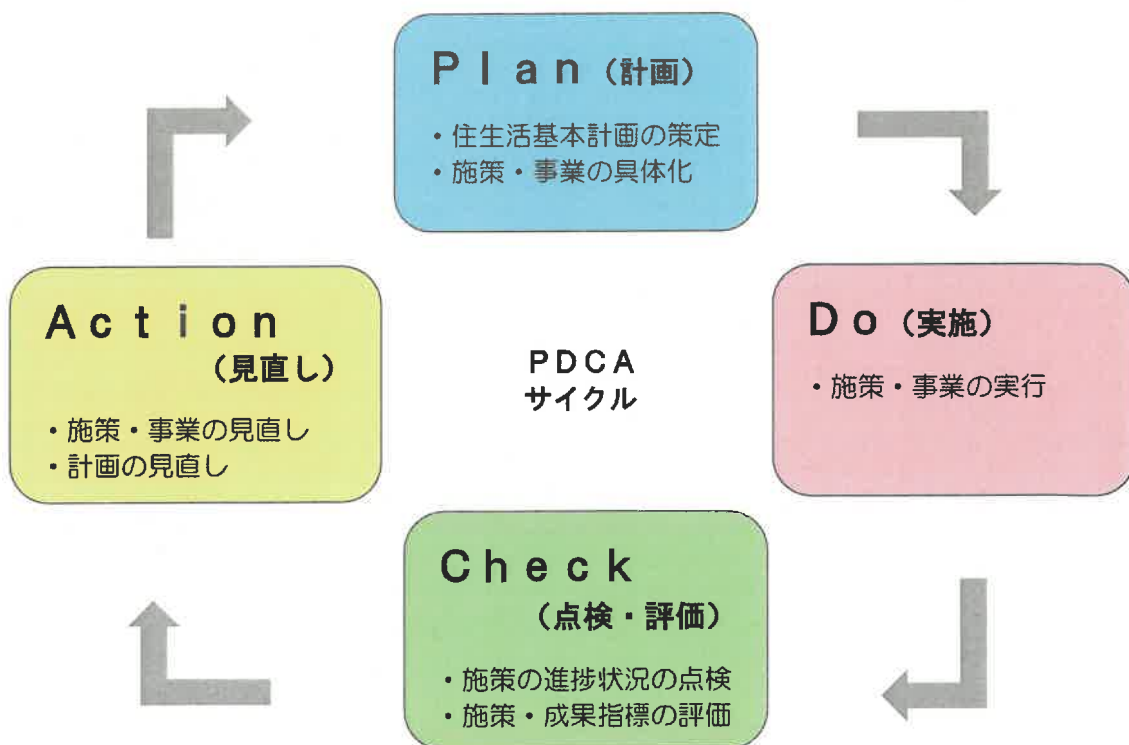 Plan（計画）
・住生活基本計画の策定
・施策・事業の具体化
Do（実施）
・施策・事業の実行
Check
（点検・評価）
・施策の進捗状況の点検
・施策・成果指標の評価
Action
（見直し）
・施策・事業の見直し
・計画の見直し
PDCA
サイクル